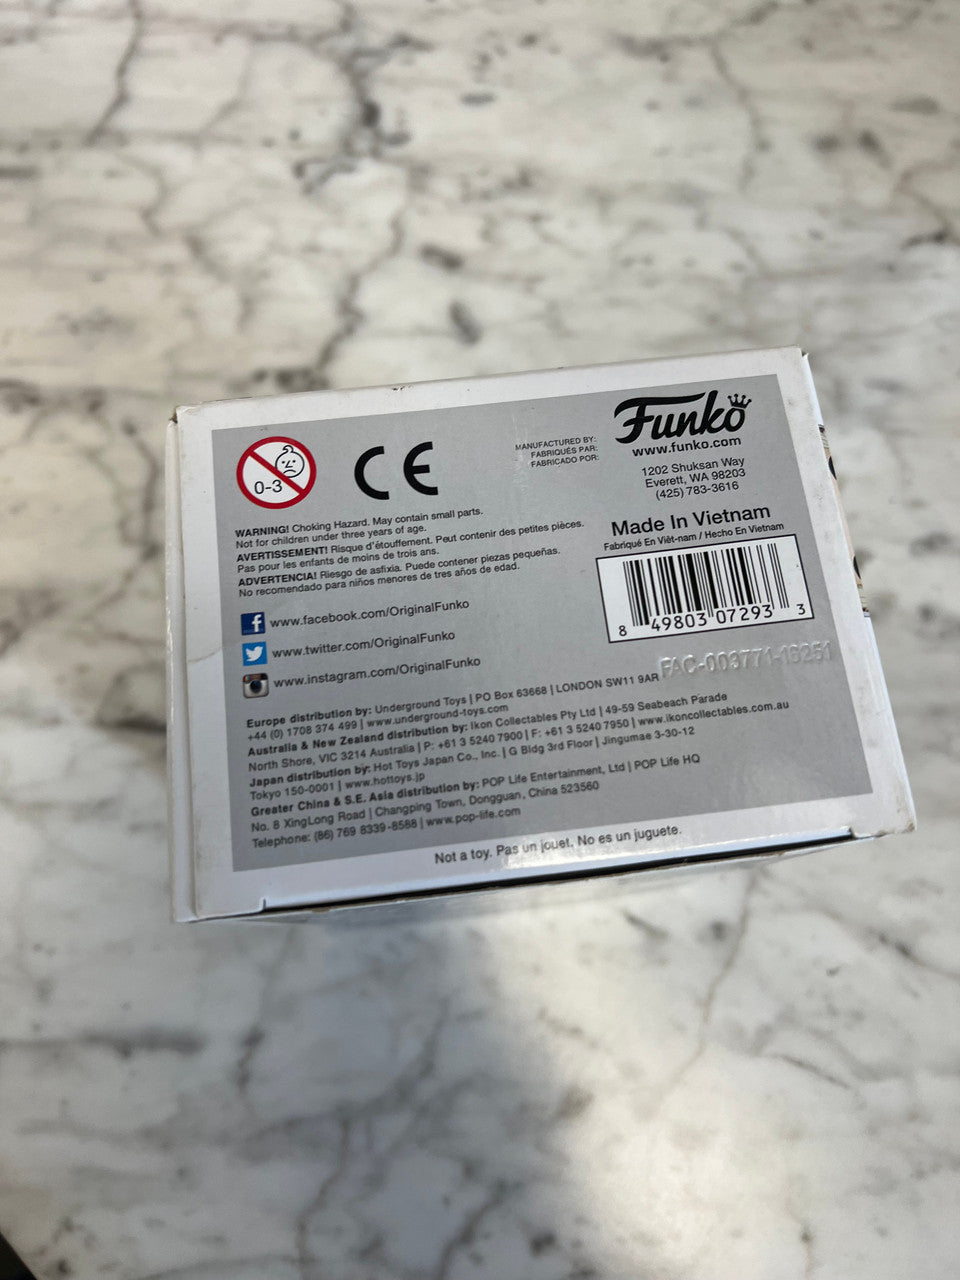 Funko
www.funko.com
MANUFACTURED BY:
FABRIQUÉS PAR:
FABRICADO POR:
1202 Shuksan Way
Everett, WA 98203
(425) 783-3616
0-3
CE
Made In Vietnam
Fabriqué En Viêt-nam / Hecho En Vietnam
8 49803 07293 3
FAC-009771-16251
WARNING! Choking Hazard. May contain small parts.
Not for children under three years of age.
AVERTISSEMENT! Risque d'étouffement. Peut contenir des petites pièces.
Pas pour les enfants de moins de trois ans.
ADVERTENCIA! Riesgo de asfixia. Puede contener piezas pequeñas.
No recomendado para niños menores de tres años de edad.
www.facebook.com/OriginalFunko
www.twitter.com/OriginalFunko
www.instagram.com/OriginalFunko
Europe distribution by: Underground Toys | PO Box 63668 | LONDON SW11 9AR
+44 (0) 1708 374 499 | www.underground-toys.com
Australia & New Zealand distribution by: Ikon Collectables Pty Ltd | 49-59 Seabeach Parade
North Shore, VIC 3214 Australia | P: +61 3 5240 7900 | F: +61 3 5240 7950 | www.ikoncollectables.com.au
Japan distribution by: Hot Toys Japan Co., Inc. | G Bldg 3rd Floor | Jingumae 3-30-12
Tokyo 150-0001 | www.hottoys.jp
Greater China & S.E. Asia distribution by: POP Life Entertainment, Ltd | POP Life HQ
No. 8 XingLong Road | Changping Town, Dongguan, China 523560
Telephone: (86) 769 8339-8588 | www.pop-life.com
Not a toy. Pas un jouet. No es un juguete.